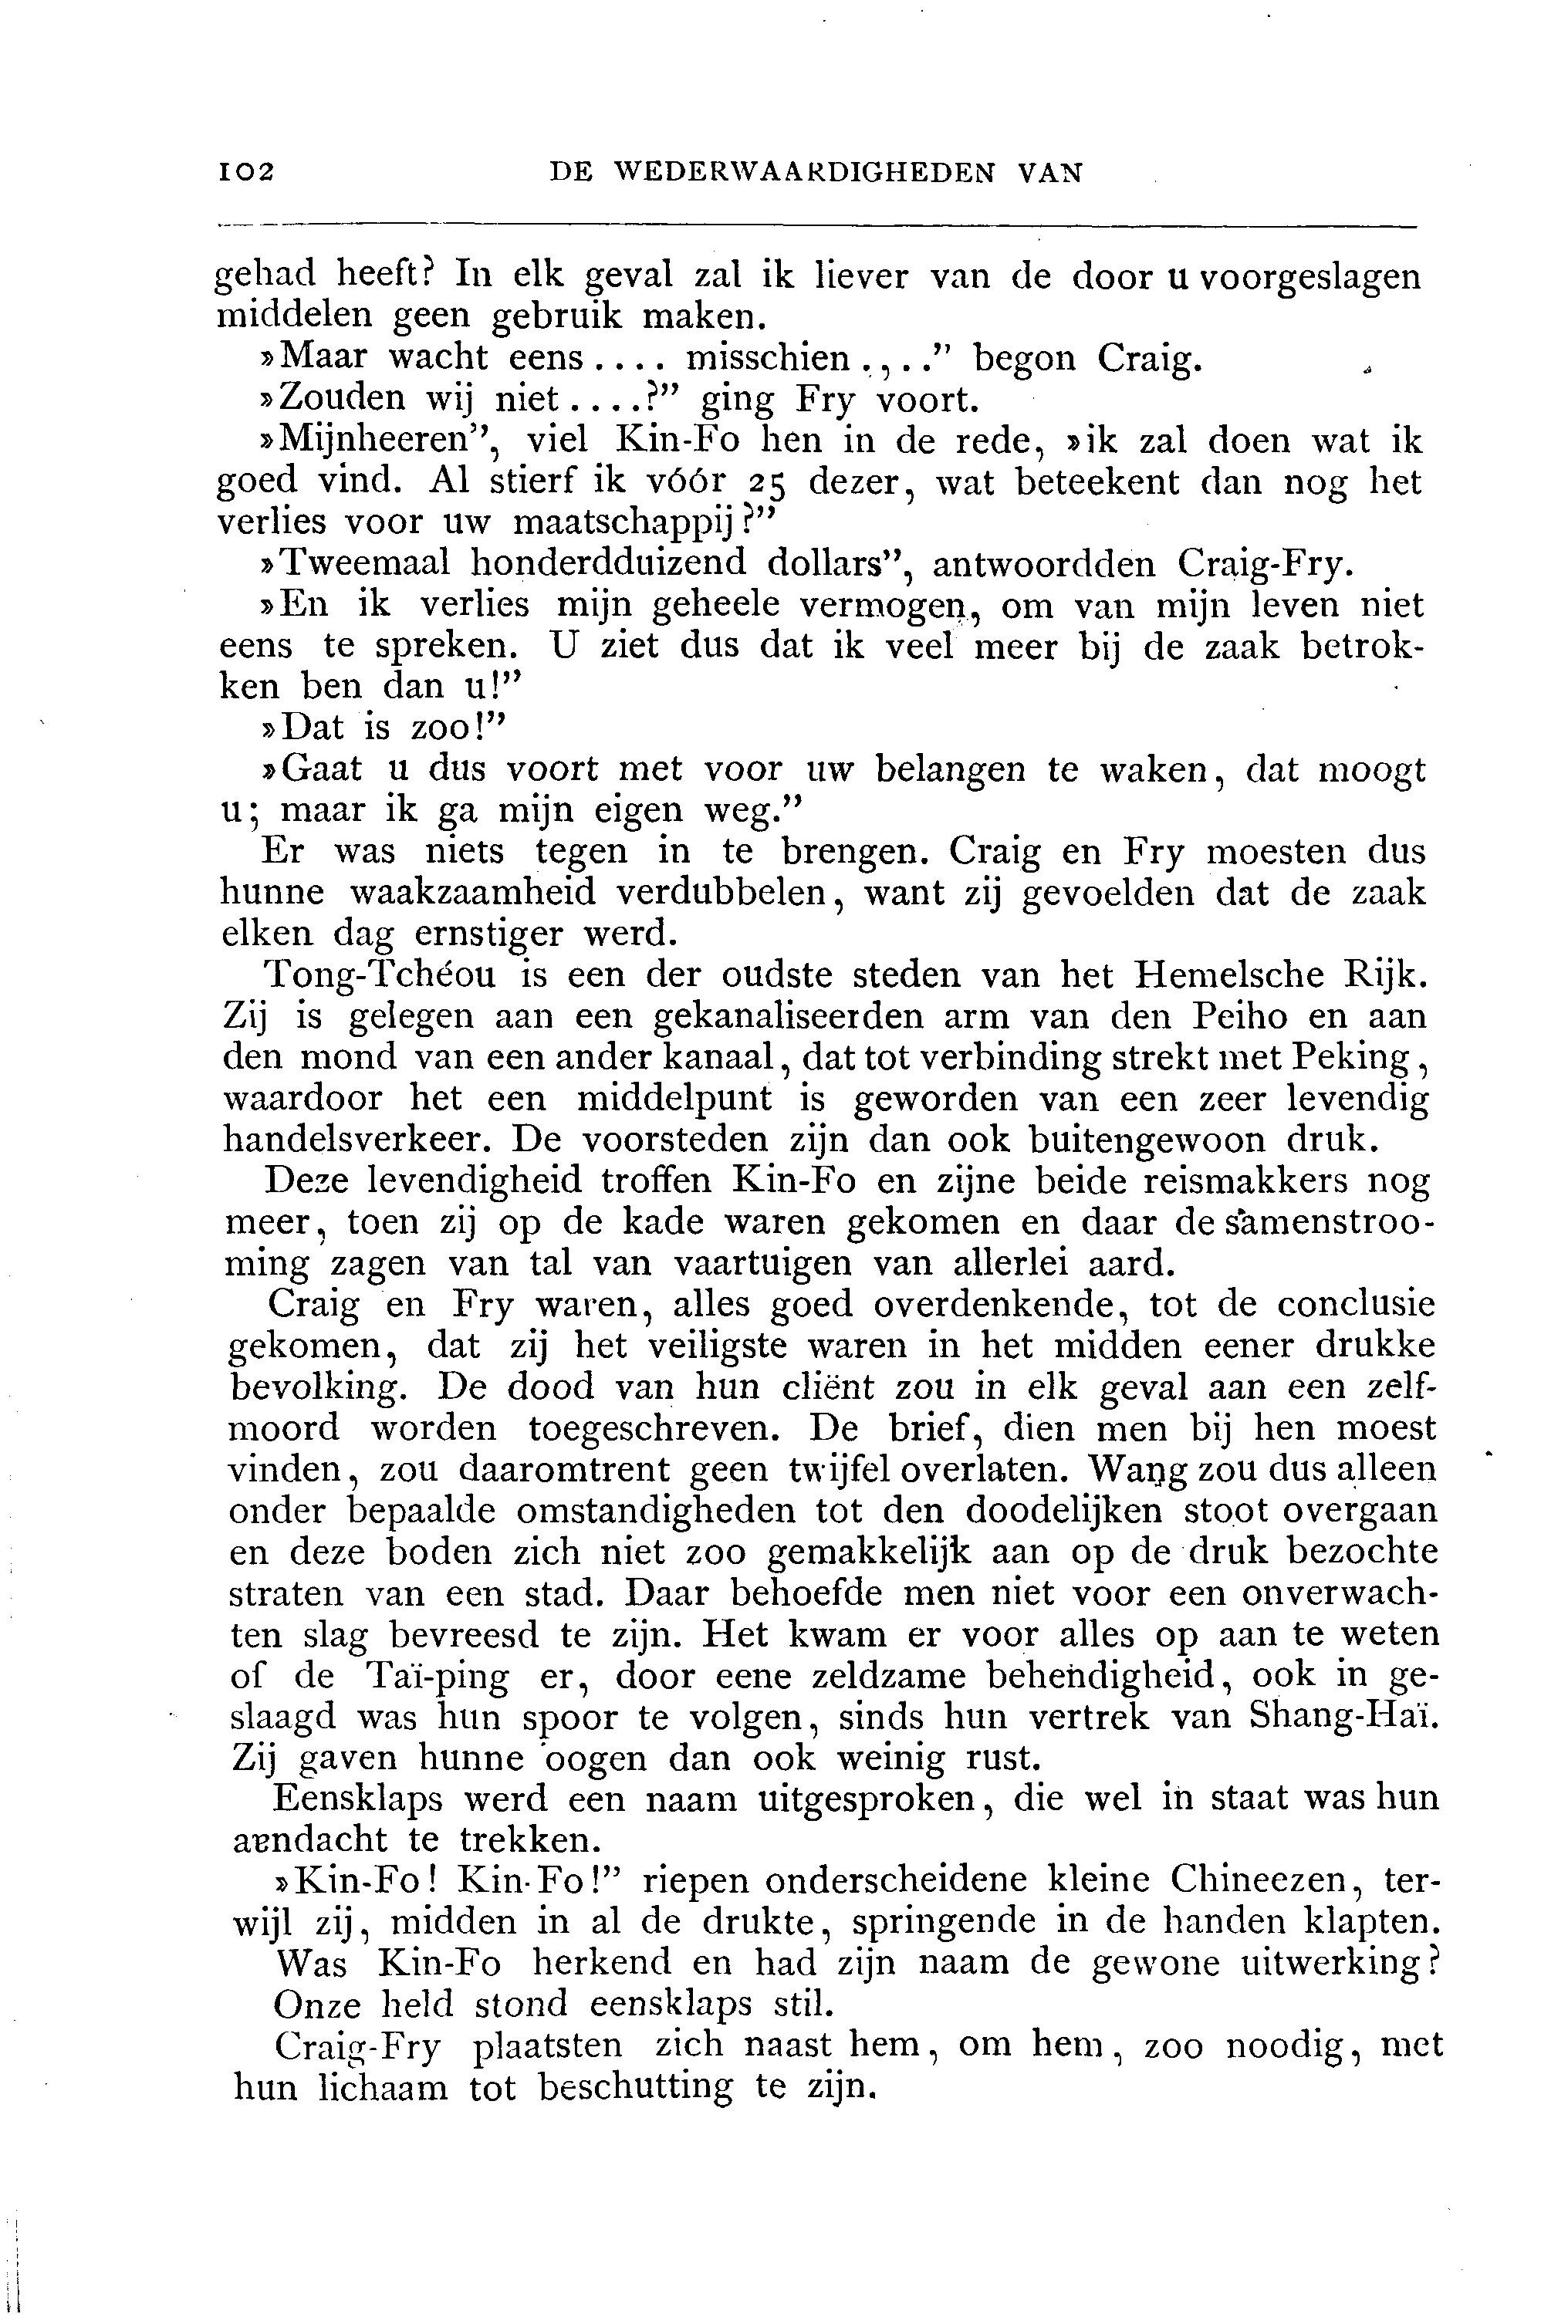 102 DE WEDERWAARDIGHEDEN VAN
gehad heeft? In elk geval zal ik liever van de door u voorgeslagen
middelen geen gebruik maken.
»Maar wacht eens.... misschien.,.." begon Craig.
»Zouden wij niet....?" ging Fry voort.
»Mijnheeren", viel Kin-Fo hen in de rede, »ik zal doen wat ik
goed vind. Al stierf ik vóór 25 dezer, wat beteekent dan nog het
verlies voor uw maatschappij?"
»Tweemaal honderdduizend dollars", antwoordden Craig-Fry.
»En ik verlies mijn geheele vermogen, om van mijn leven niet
eens te spreken. U ziet dus dat ik veel meer bij de zaak betrok-
ken ben dan u!"
»Dat is zoo!"
»Gaat u dus voort met voor uw belangen te waken, dat moogt
u; maar ik ga mijn eigen weg."
Er was niets tegen in te brengen. Craig en Fry moesten dus
hunne waakzaamheid verdubbelen, want zij gevoelden dat de zaak
elken dag ernstiger werd.
Tong-Tchéou is een der oudste steden van het Hemelsche Rijk.
Zij is gelegen aan een gekanaliseerden arm van den Peiho en aan
den mond van een ander kanaal, dat tot verbinding strekt met Peking,
waardoor het een middelpunt is geworden van een zeer levendig
handelsverkeer. De voorsteden zijn dan ook buitengewoon druk.
Deze levendigheid troffen Kin-Fo en zijne beide reismakkers nog
meer, toen zij op de kade waren gekomen en daar de samenstroo-
ming zagen van tal van vaartuigen van allerlei aard.
Craig en Fry waren, alles goed overdenkende, tot de conclusie
gekomen, dat zij het veiligste waren in het midden eener drukke
bevolking. De dood van hun cliënt zou in elk geval aan een zelf-
moord worden toegeschreven. De brief, dien men bij hen moest
vinden, zou daaromtrent geen twijfel overlaten. Wang zou dus alleen
onder bepaalde omstandigheden tot den doodelijken stoot overgaan
en deze boden zich niet zoo gemakkelijk aan op de druk bezochte
straten van een stad. Daar behoefde men niet voor een onverwach-
ten slag bevreesd te zijn. Het kwam er voor alles op aan te weten
of de Taï-ping er, door eene zeldzame behendigheid, ook in ge-
slaagd was hun spoor te volgen, sinds hun vertrek van Shang-Haï.
Zij gaven hunne oogen dan ook weinig rust.
Eensklaps werd een naam uitgesproken, die wel in staat was hun
aandacht te trekken.
»Kin-Fo! Kin-Fo!" riepen onderscheidene kleine Chineezen, ter-
wijl zij, midden in al de drukte, springende in de handen klapten.
Was Kin-Fo herkend en had zijn naam de gewone uitwerking?
Onze held stond eensklaps stil.
Craig-Fry plaatsten zich naast hem, om hem, zoo noodig, met
hun lichaam tot beschutting te zijn.